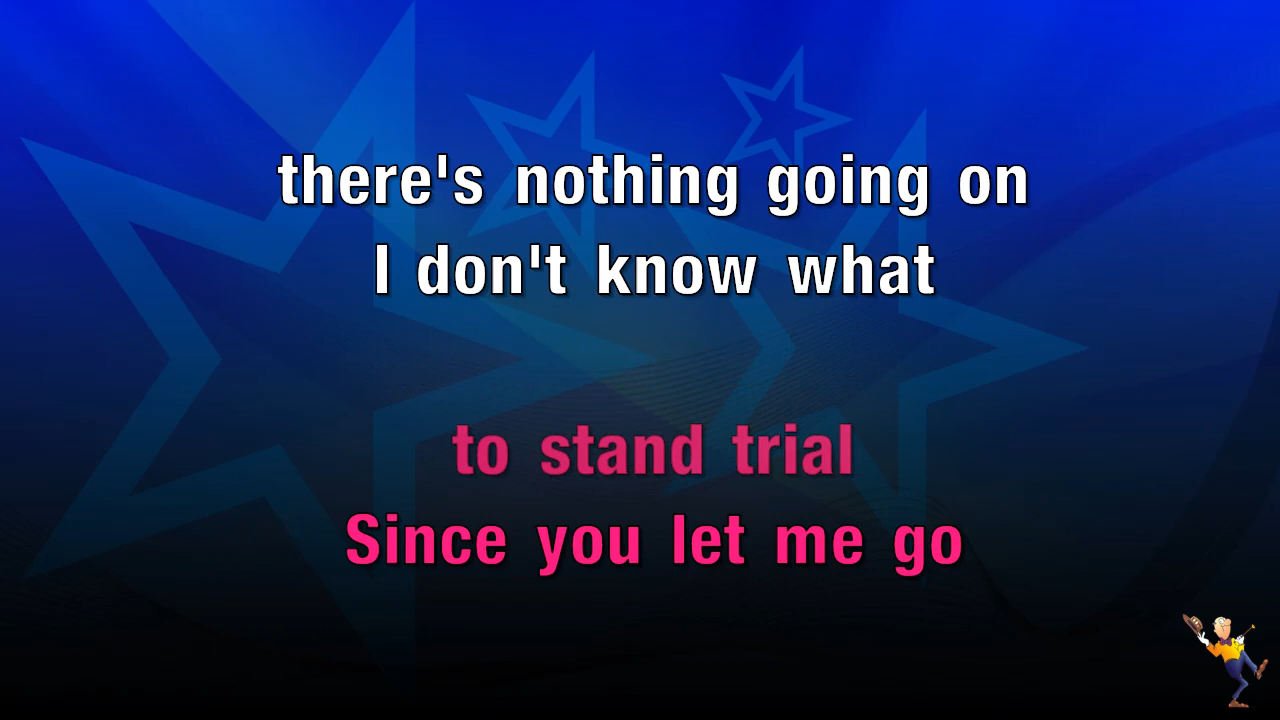 there's nothing going on
I don't know what
to stand trial
Since you let me go